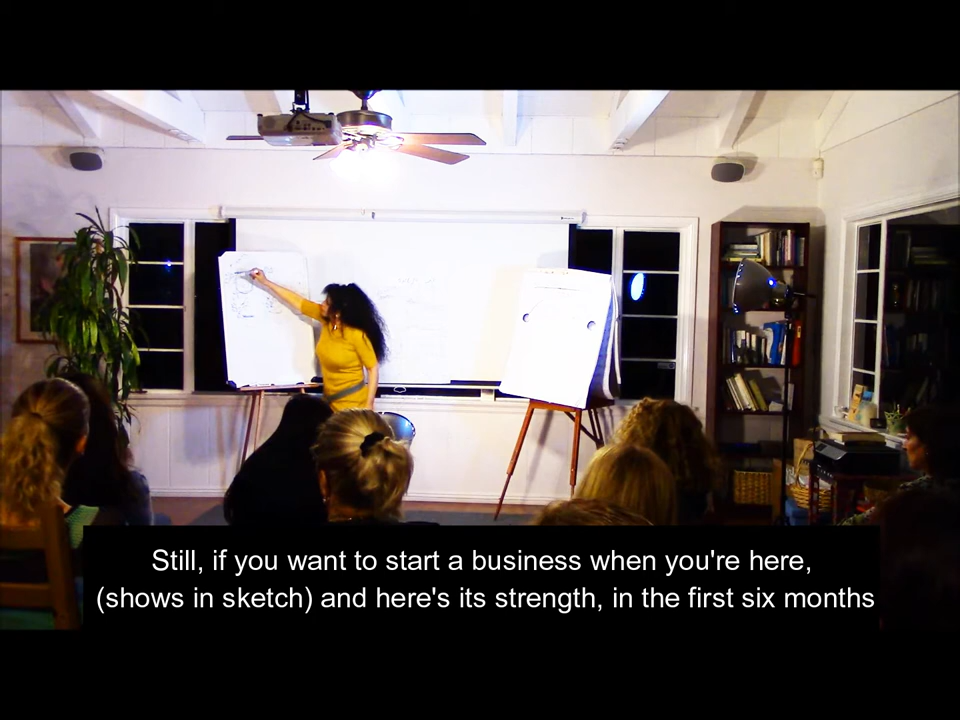 Still, if you want to start a business when you're here,
(shows in sketch) and here's its strength, in the first six months